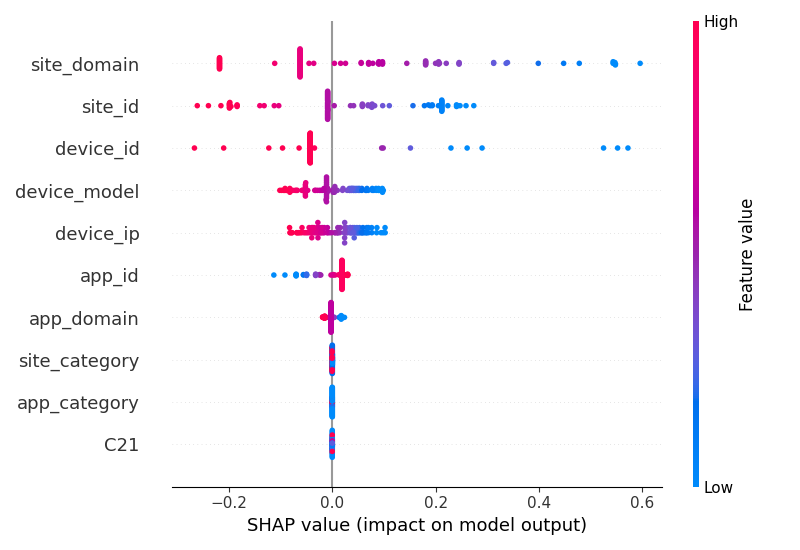 High
site_domain
site_id
device_id
device_model
device_ip
app_id
app_domain
site_category
app_category
C21
Feature value
Low
−0.2 0.0 0.2 0.4 0.6
SHAP value (impact on model output)